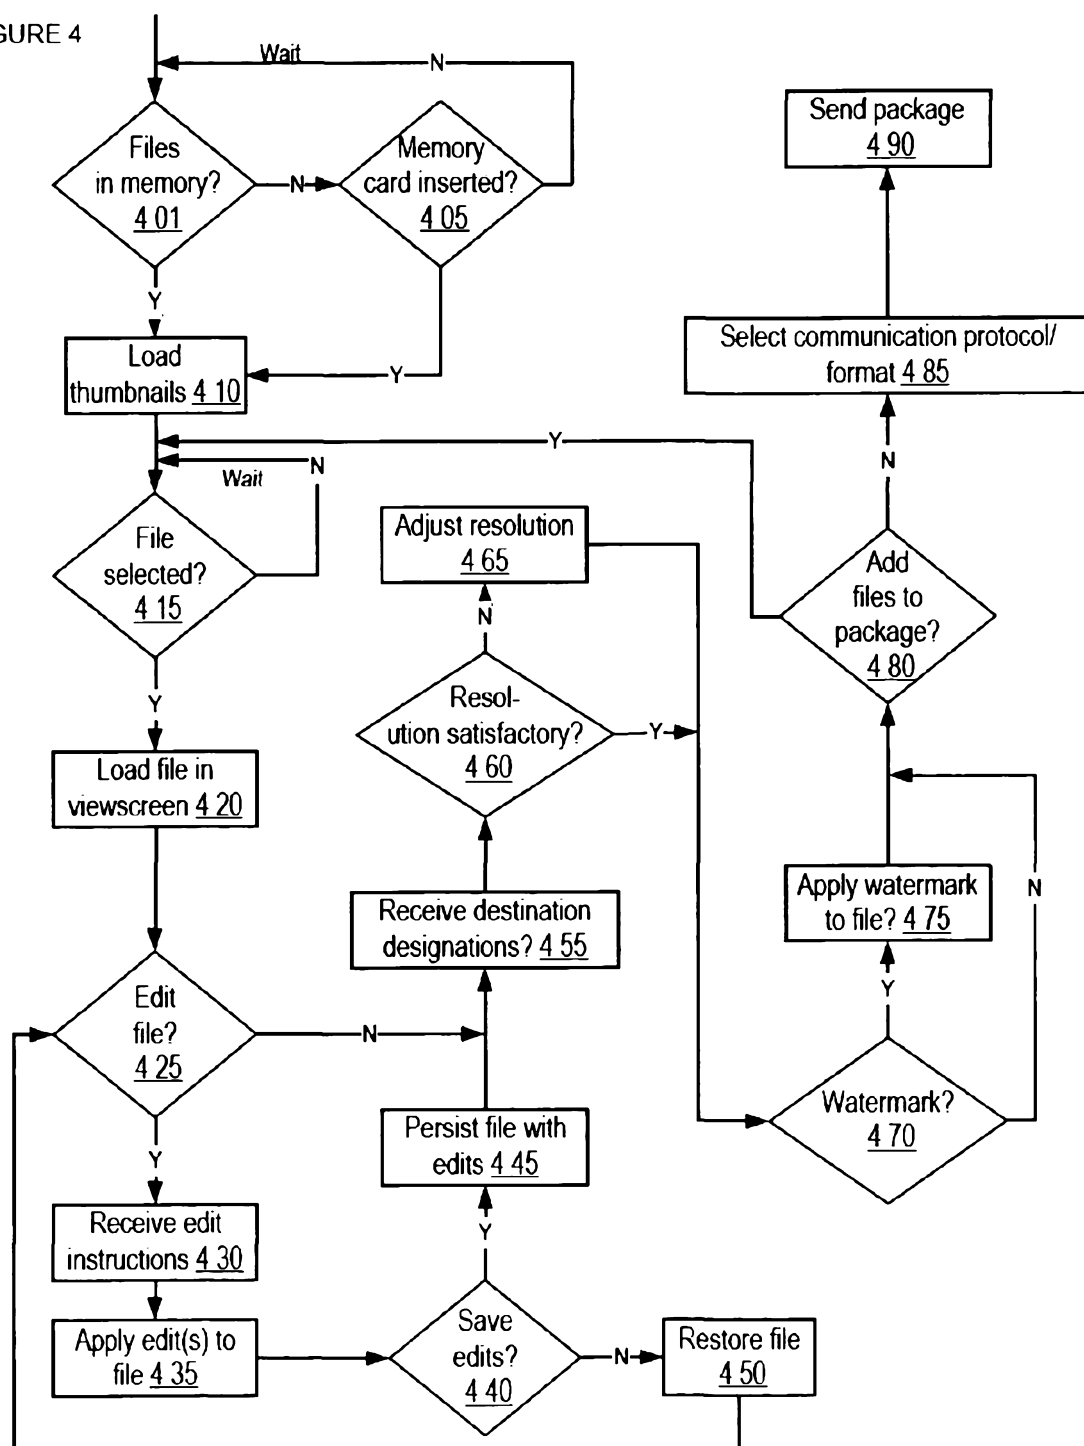 GURE 4
Wait
N
Files
in memory?
4 01
N
Memory
card inserted?
4 05
Y
Load
thumbnails 4 10
Y
Y
Wait
N
File
selected?
4 15
Y
Load file in
viewscreen 4 20
Edit
file?
4 25
N
Y
Receive edit
instructions 4 30
Apply edit(s) to
file 4 35
Save
edits?
4 40
N
Restore file
4 50
Y
Persist file with
edits 4 45
Receive destination
designations? 4 55
Resol-
ution satisfactory?
4 60
Y
N
Adjust resolution
4 65
Watermark?
4 70
N
Y
Apply watermark
to file? 4 75
Add
files to
package?
4 80
N
Select communication protocol/
format 4 85
Send package
4 90